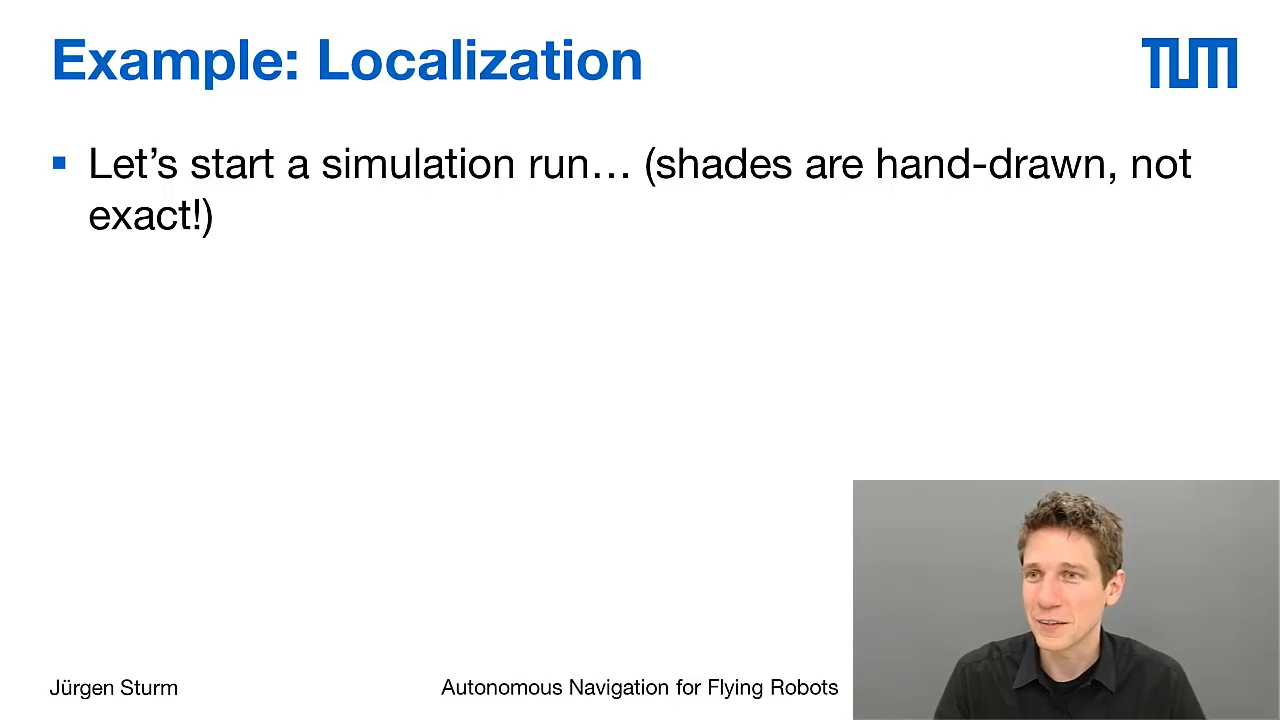 Example: Localization
TUM
Let’s start a simulation run… (shades are hand-drawn, not
exact!)
Jürgen Sturm
Autonomous Navigation for Flying Robots